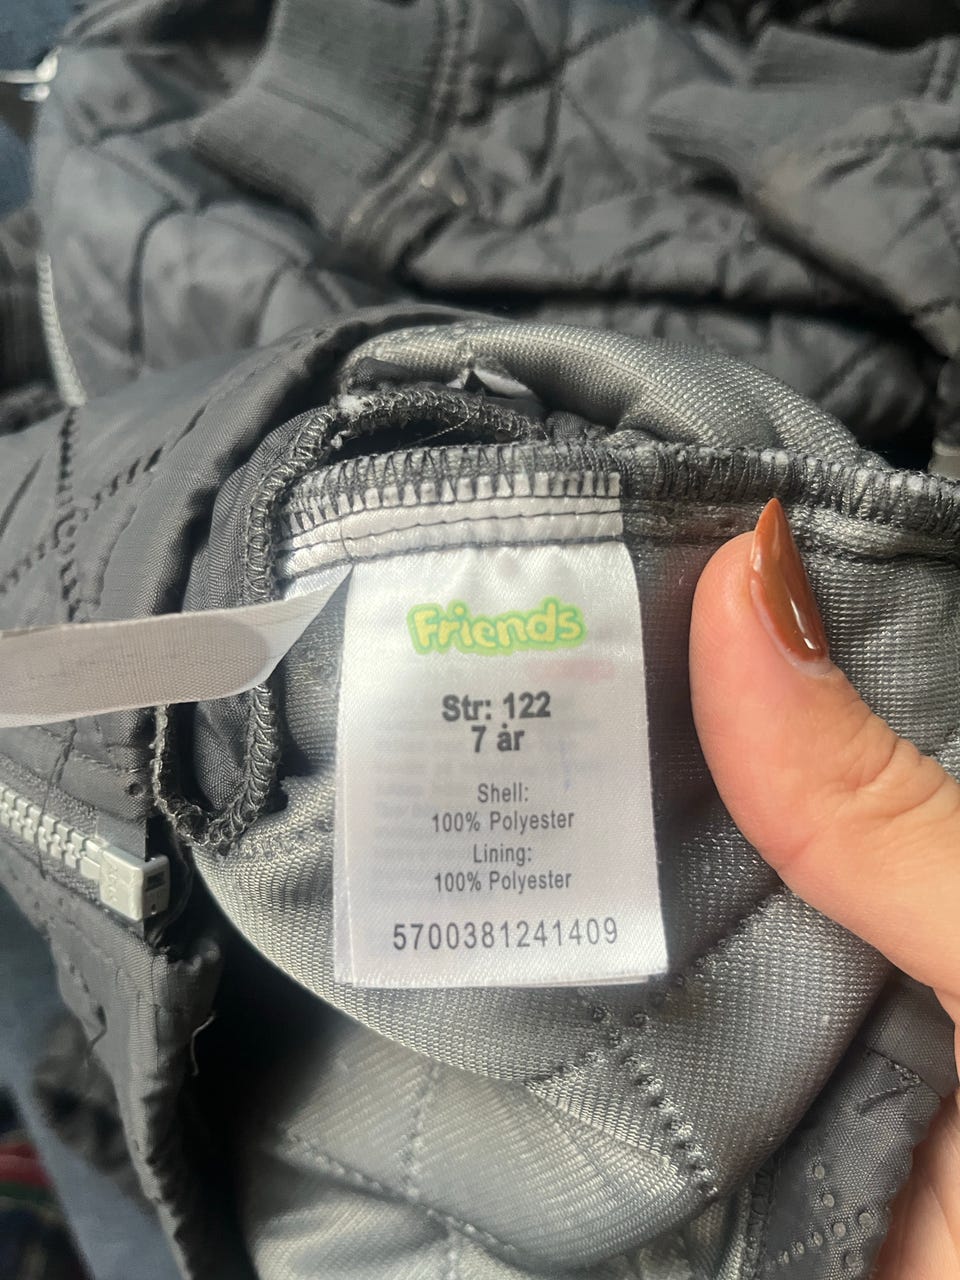 Friends
Str: 122
7 år
Shell:
100% Polyester
Lining:
100% Polyester
5700381241409